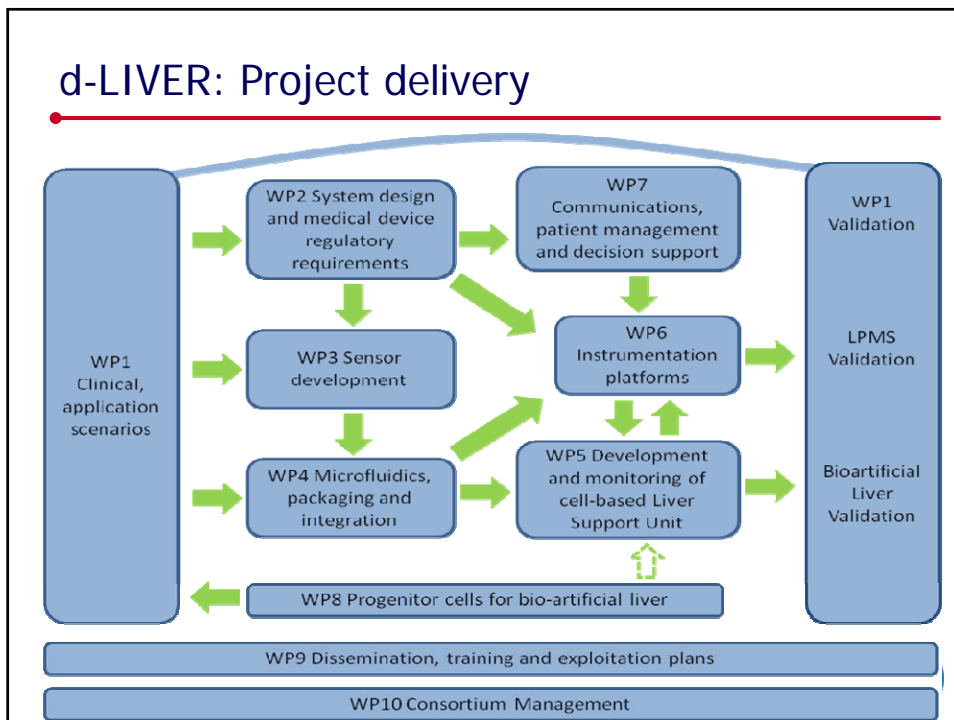 d-LIVER: Project delivery
WP1
Clinical,
application
scenarios
WP2 System design
and medical device
regulatory
requirements
WP7
Communications,
patient management
and decision support
WP3 Sensor
development
WP6
Instrumentation
platforms
WP4 Microfluidics,
packaging and
integration
WP5 Development
and monitoring of
cell-based Liver
Support Unit
WP1
Validation
LPMS
Validation
Bioartificial
Liver
Validation
WP8 Progenitor cells for bio-artificial liver
WP9 Dissemination, training and exploitation plans
WP10 Consortium Management